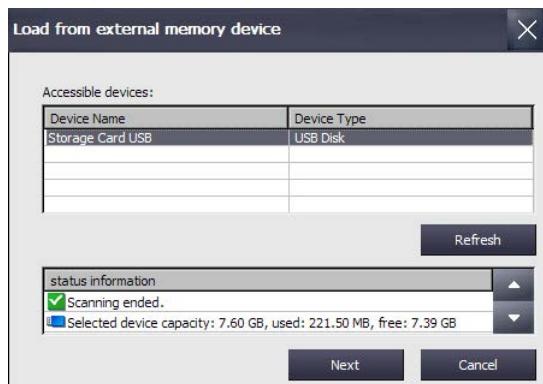 Load from external memory device
Accessible devices:
Device Name Device Type
Storage Card USB USB Disk
Refresh
status information
Scanning ended.
Selected device capacity: 7.60 GB, used: 221.50 MB, free: 7.39 GB
Next Cancel